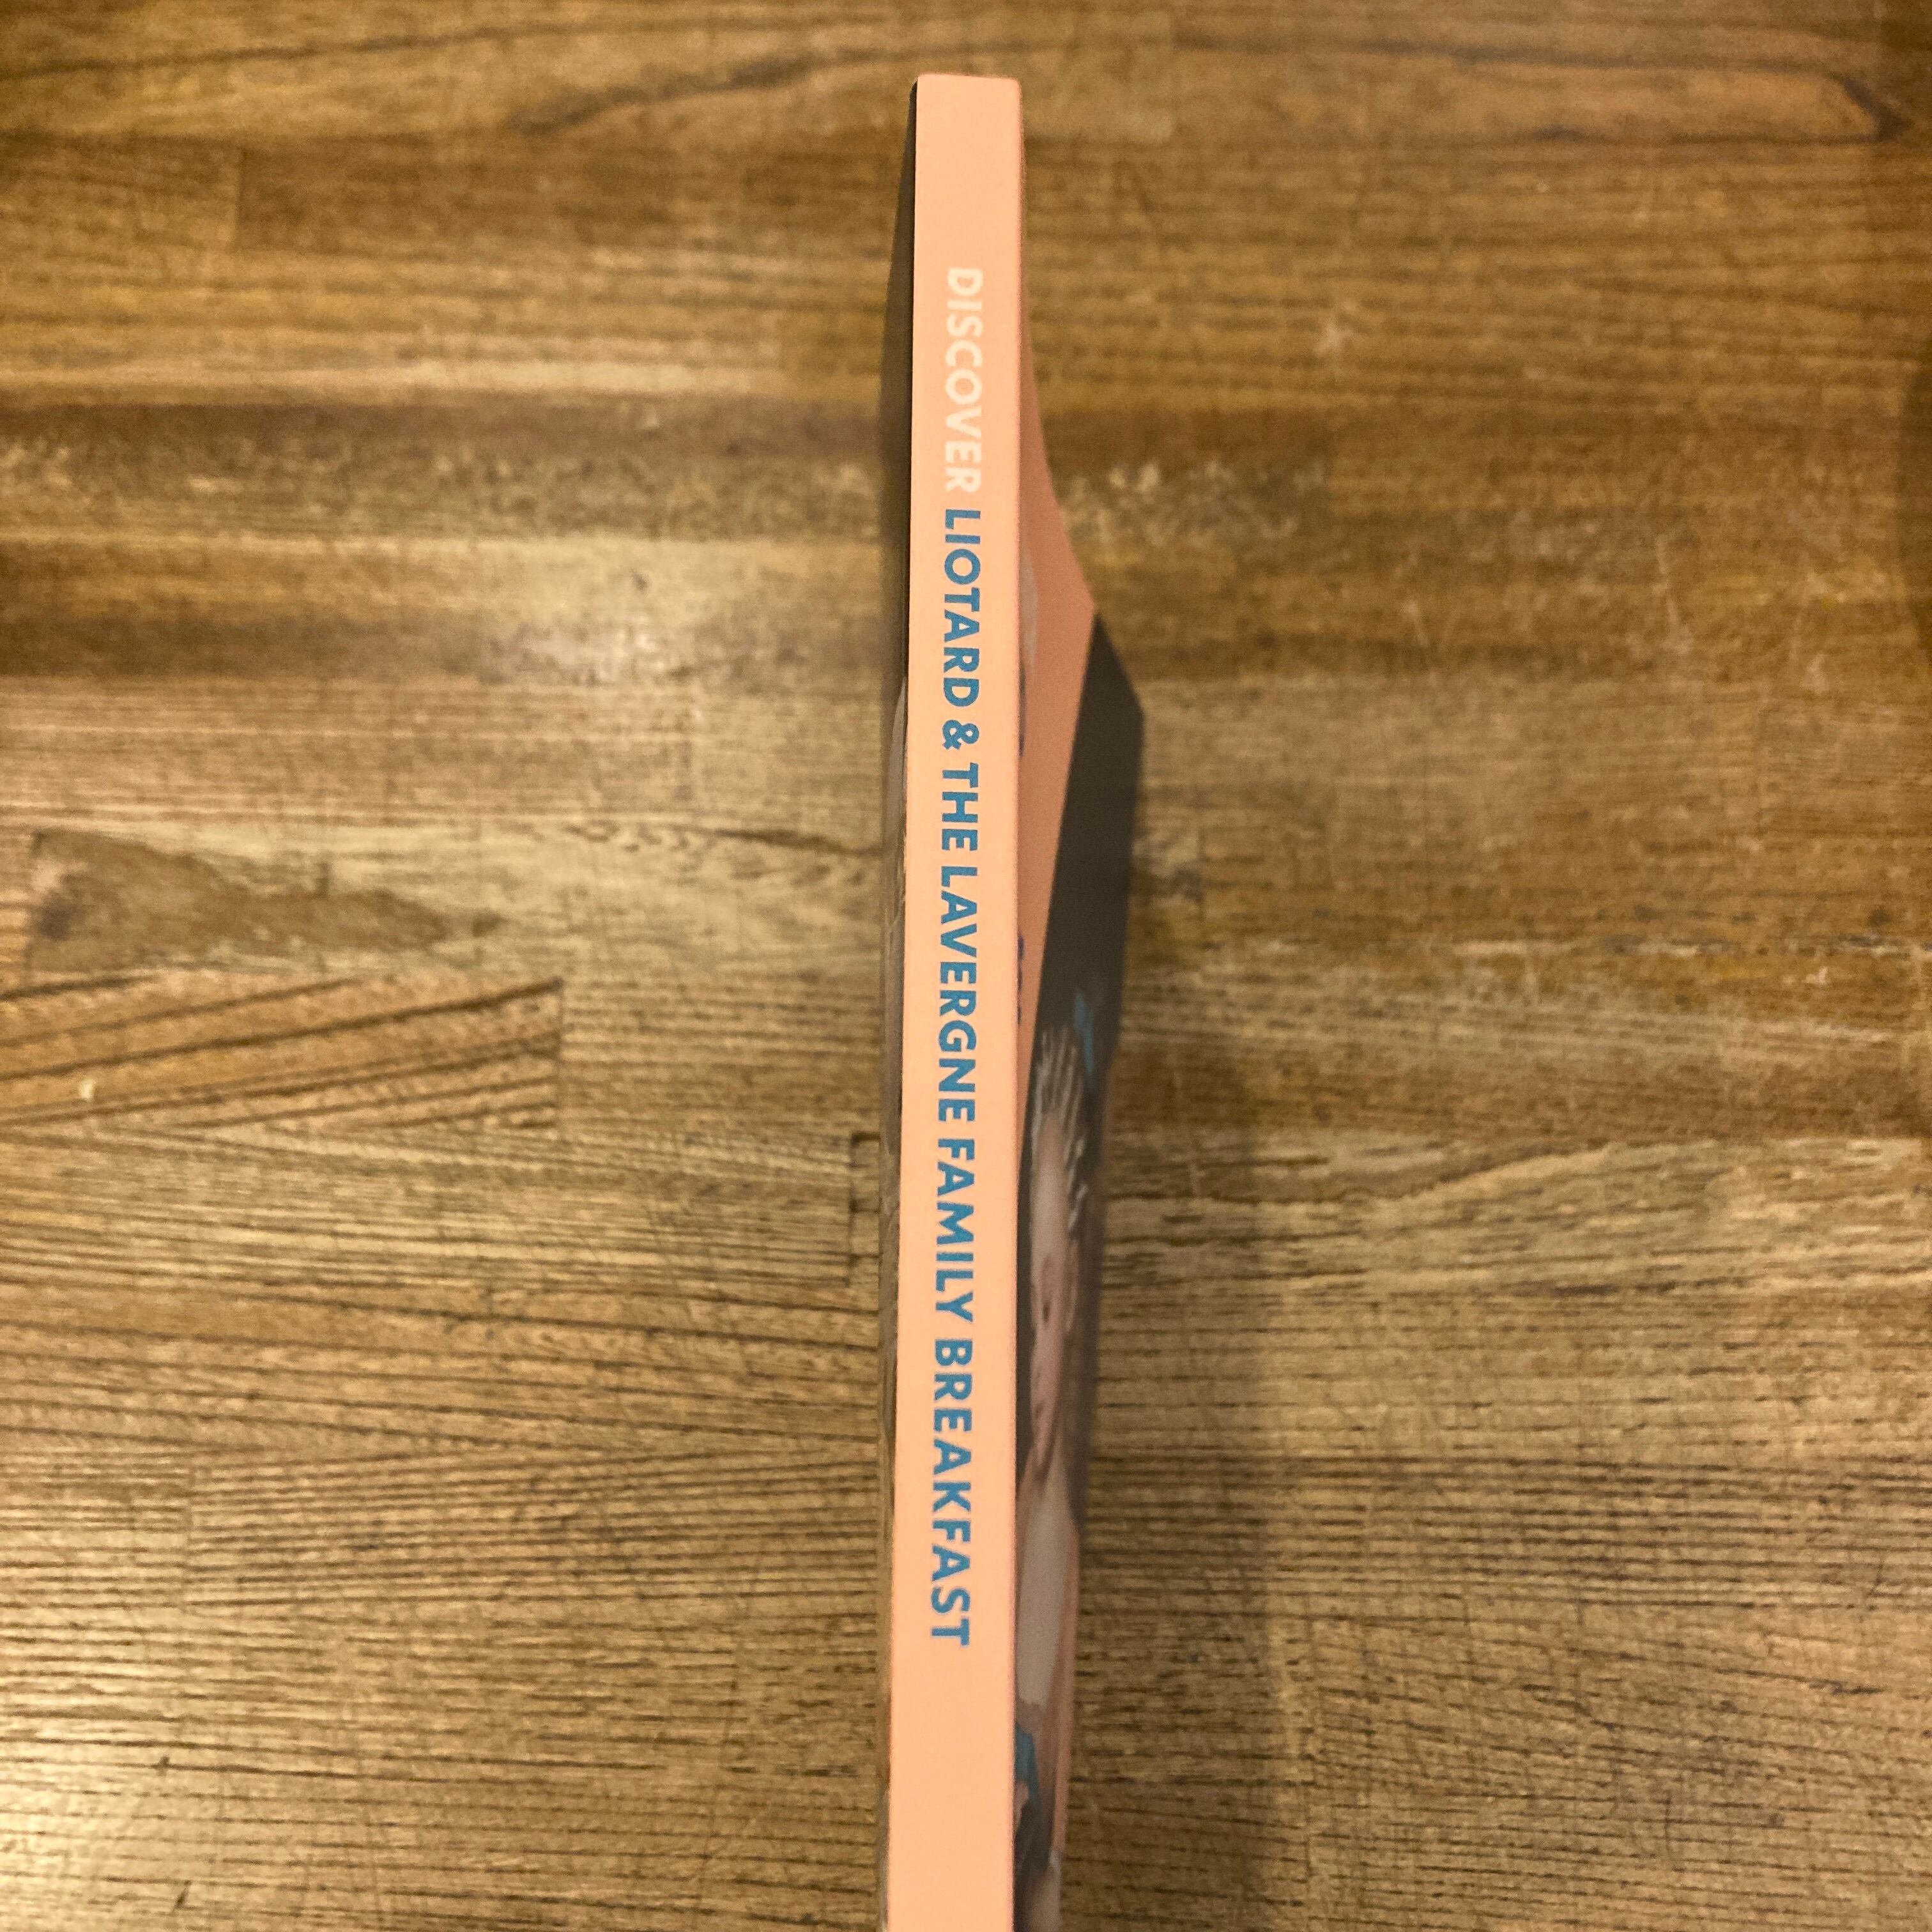 DISCOVER LIOTARD & THE LAVERGNE FAMILY BREAKFAST